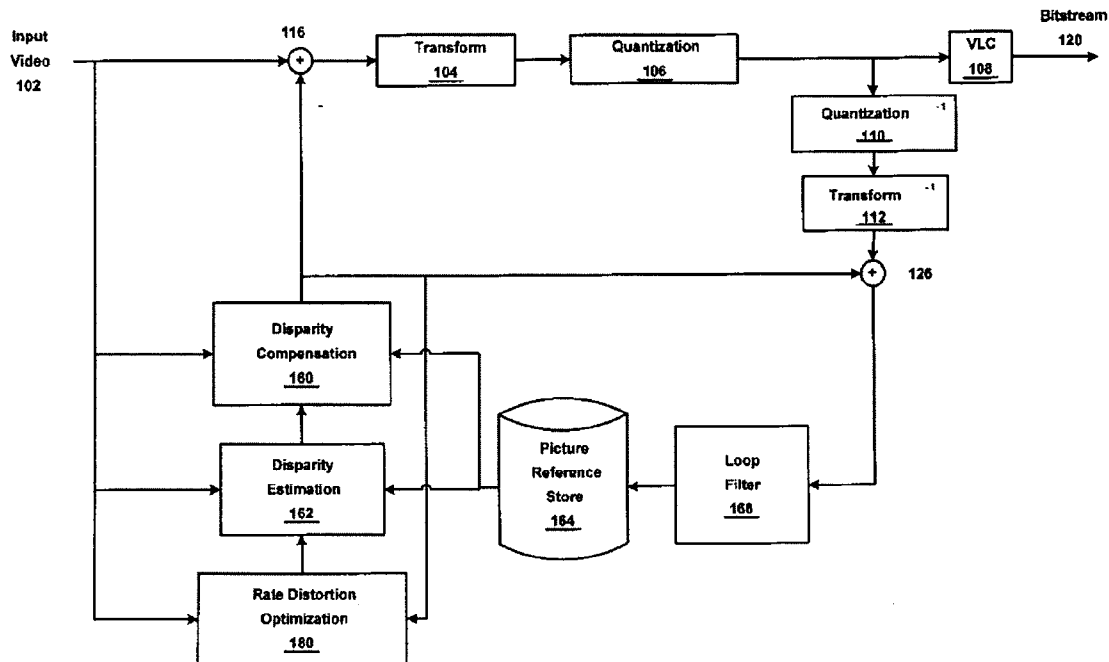 Input
Video
102
116
Transform
104
Quantization
106
VLC
108
Bitstream
120
Quantization -1
110
Transform -1
112
126
Disparity
Compensation
160
Disparity
Estimation
162
Picture
Reference
Store
164
Loop
Filter
168
Rate Distortion
Optimization
180